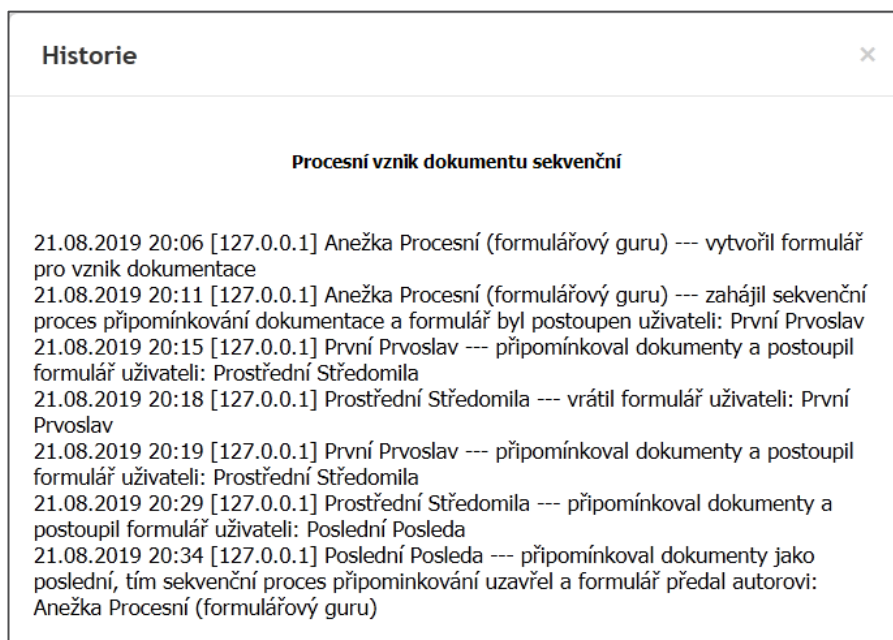 Historie
×
Procesní vznik dokumentu sekvenční
21.08.2019 20:06 [127.0.0.1] Anežka Procesní (formulářový guru) --- vytvořil formulář
pro vznik dokumentace
21.08.2019 20:11 [127.0.0.1] Anežka Procesní (formulářový guru) --- zahájil sekvenční
proces připomínkování dokumentace a formulář byl postoupen uživateli: První Prvoslav
21.08.2019 20:15 [127.0.0.1] První Prvoslav --- připomínkoval dokumenty a postoupil
formulář uživateli: Prostřední Středomila
21.08.2019 20:18 [127.0.0.1] Prostřední Středomila --- vrátil formulář uživateli: První
Prvoslav
21.08.2019 20:19 [127.0.0.1] První Prvoslav --- připomínkoval dokumenty a postoupil
formulář uživateli: Prostřední Středomila
21.08.2019 20:29 [127.0.0.1] Prostřední Středomila --- připomínkoval dokumenty a
postoupil formulář uživateli: Poslední Posleda
21.08.2019 20:34 [127.0.0.1] Poslední Posleda --- připomínkoval dokumenty jako
poslední, tím sekvenční proces připominkování uzavřel a formulář předal autorovi:
Anežka Procesní (formulářový guru)